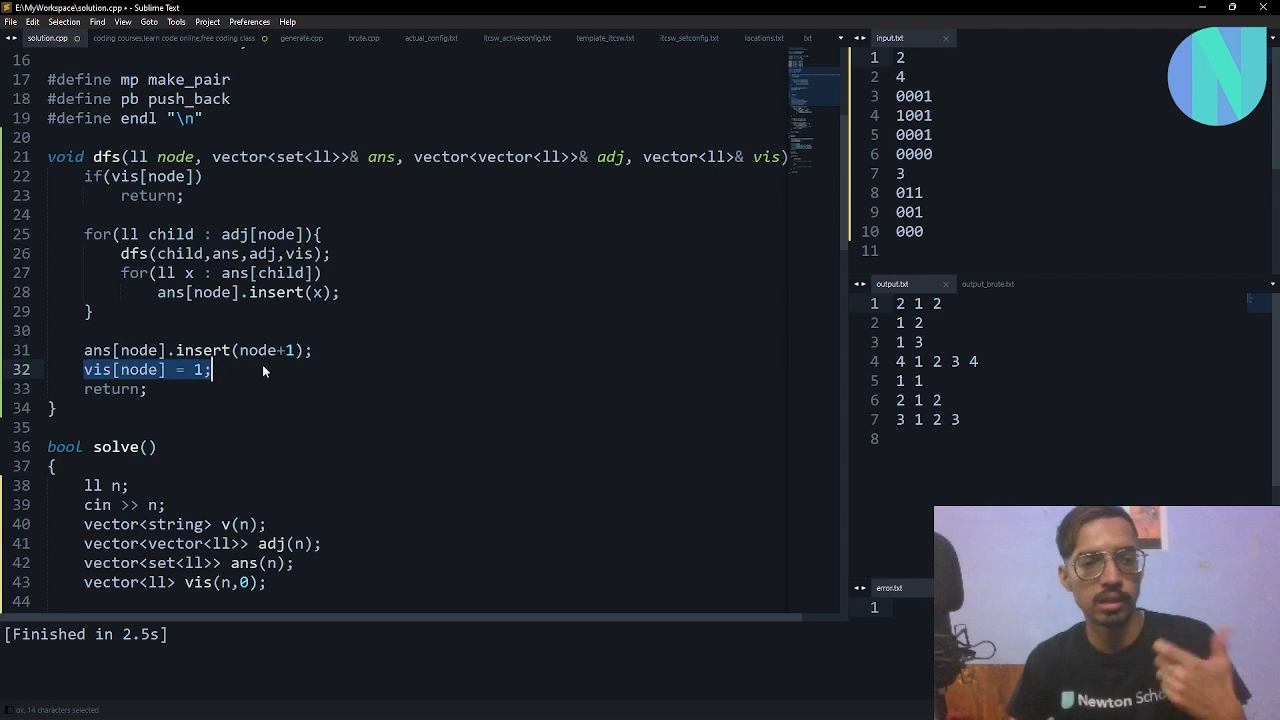 E:\MyWorkspace\solution.cpp • - Sublime Text
File Edit Selection Find View Goto Tools Project Preferences Help
solution.cpp coding courses,learn code online,free coding class generate.cpp brute.cpp actual_config.txt itcsw_activeconfig.txt template_itcsw.txt itcsw_setconfig.txt locations.txt txt
16
17 #define mp make_pair
18 #define pb push_back
19 #define endl "\n"
20
21 void dfs(ll node, vector<set<ll>>& ans, vector<vector<ll>>& adj, vector<ll>& vis)
22 if(vis[node])
23 return;
24
25 for(ll child : adj[node]){
26 dfs(child,ans,adj,vis);
27 for(ll x : ans[child])
28 ans[node].insert(x);
29 }
30
31 ans[node].insert(node+1);
32 vis[node] = 1;
33 return;
34 }
35
36 bool solve()
37 {
38 ll n;
39 cin >> n;
40 vector<string> v(n);
41 vector<vector<ll>> adj(n);
42 vector<set<ll>> ans(n);
43 vector<ll> vis(n,0);
44
[Finished in 2.5s]
ok, 14 characters selected
input.txt
1 2
2 4
3 0001
4 1001
5 0001
6 0000
7 3
8 011
9 001
10 000
11
output.txt output_brute.txt
1 2 1 2
2 1 2
3 1 3
4 4 1 2 3 4
5 1 1
6 2 1 2
7 3 1 2 3
8
error.txt
1
Newton